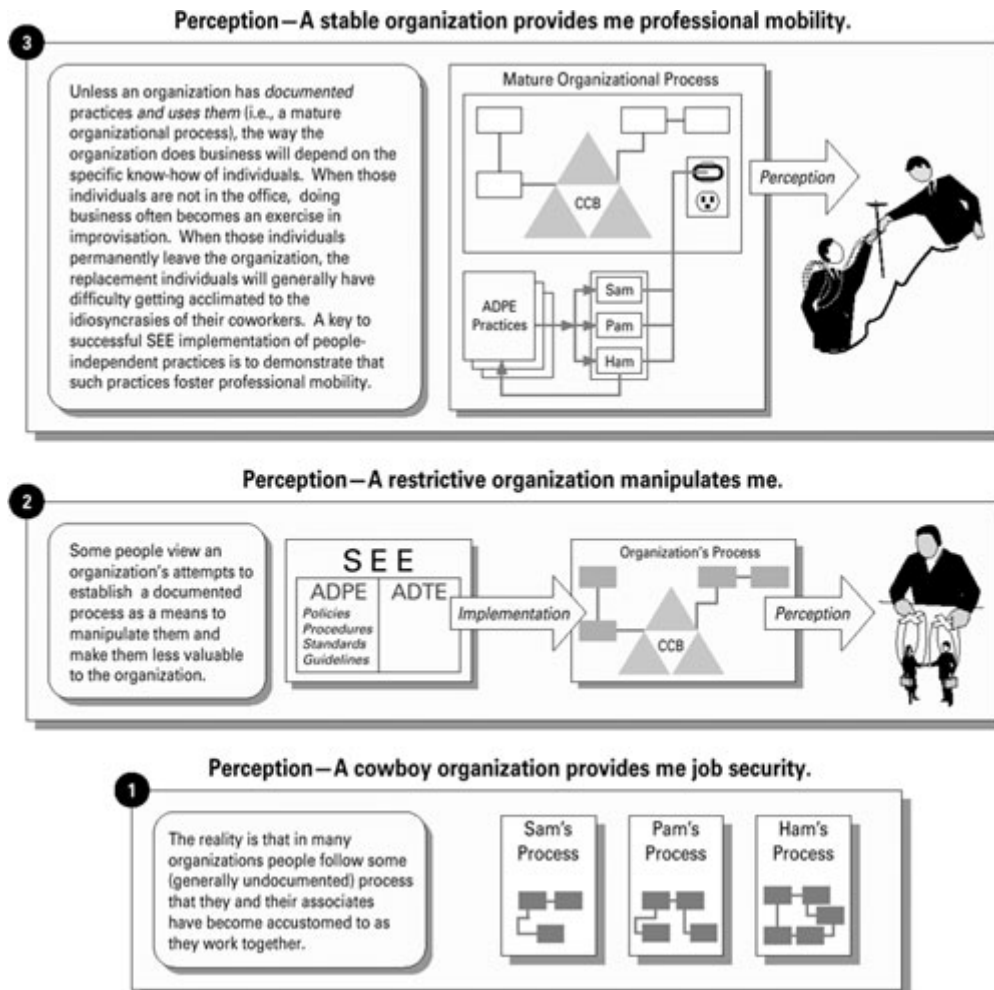 Perception—A stable organization provides me professional mobility.
3
Unless an organization has documented
practices and uses them (i.e., a mature
organizational process), the way the
organization does business will depend on the
specific know-how of individuals. When those
individuals are not in the office, doing
business often becomes an exercise in
improvisation. When those individuals
permanently leave the organization, the
replacement individuals will generally have
difficulty getting acclimated to the
idiosyncrasies of their coworkers. A key to
successful SEE implementation of people-
independent practices is to demonstrate that
such practices foster professional mobility.
Mature Organizational Process
CCB
ADPE
Practices
Sam
Pam
Ham
Perception
Perception—A restrictive organization manipulates me.
2
Some people view an
organization's attempts to
establish a documented
process as a means to
manipulate them and
make them less valuable
to the organization.
SEE
ADPE
Policies
Procedures
Standards
Guidelines
ADTE
Implementation
Organization's Process
CCB
Perception
Perception—A cowboy organization provides me job security.
1
The reality is that in many
organizations people follow some
(generally undocumented) process
that they and their associates
have become accustomed to as
they work together.
Sam's
Process
Pam's
Process
Ham's
Process